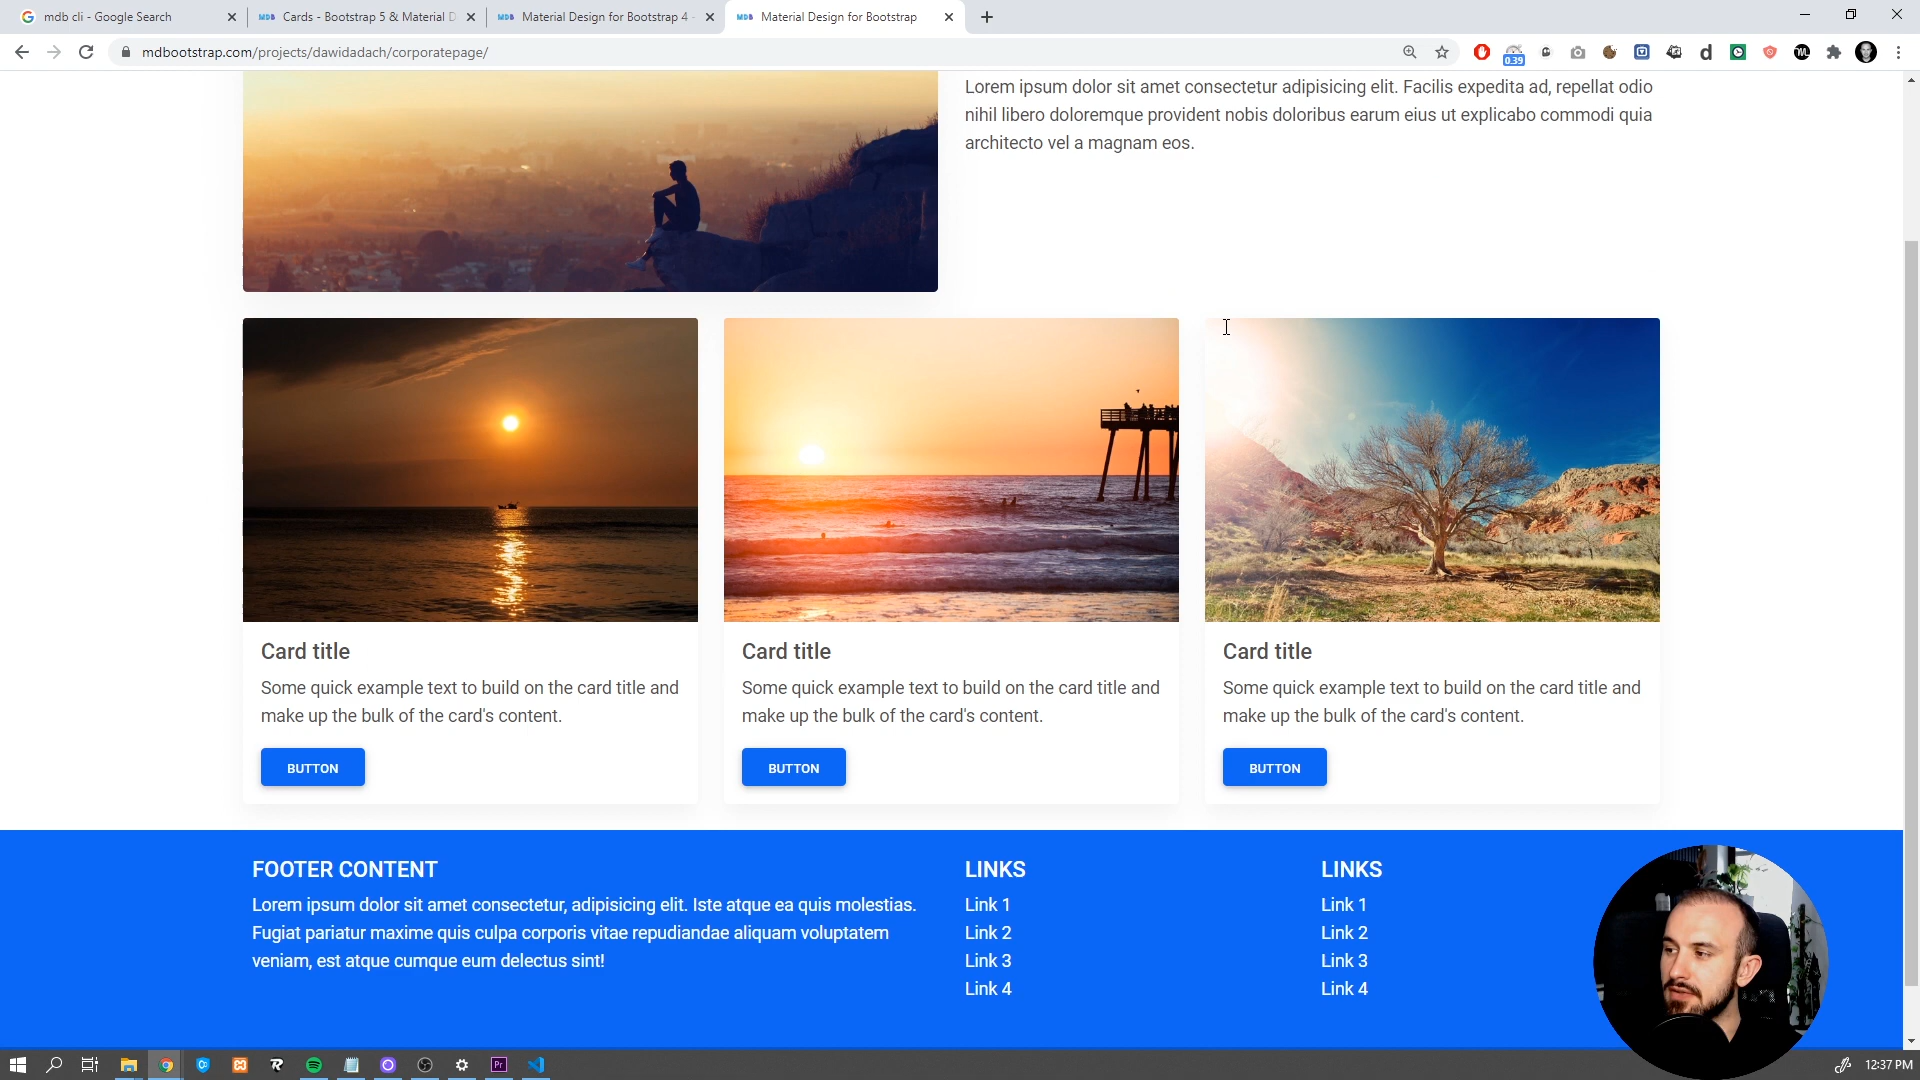 mdb cli - Google Search
MDB Cards - Bootstrap 5 & Material D
MDB Material Design for Bootstrap 4 -
MDB Material Design for Bootstrap
mdbootstrap.com/projects/dawidadach/corporatepage/
0.39
Lorem ipsum dolor sit amet consectetur adipisicing elit. Facilis expedita ad, repellat odio
nihil libero doloremque provident nobis doloribus earum eius ut explicabo commodi quia
architecto vel a magnam eos.
Card title
Some quick example text to build on the card title and
make up the bulk of the card's content.
BUTTON
Card title
Some quick example text to build on the card title and
make up the bulk of the card's content.
BUTTON
Card title
Some quick example text to build on the card title and
make up the bulk of the card's content.
BUTTON
FOOTER CONTENT
Lorem ipsum dolor sit amet consectetur, adipisicing elit. Iste atque ea quis molestias.
Fugiat pariatur maxime quis culpa corporis vitae repudiandae aliquam voluptatem
veniam, est atque cumque eum delectus sint!
LINKS
Link 1
Link 2
Link 3
Link 4
LINKS
Link 1
Link 2
Link 3
Link 4
Pr
12:37 PM